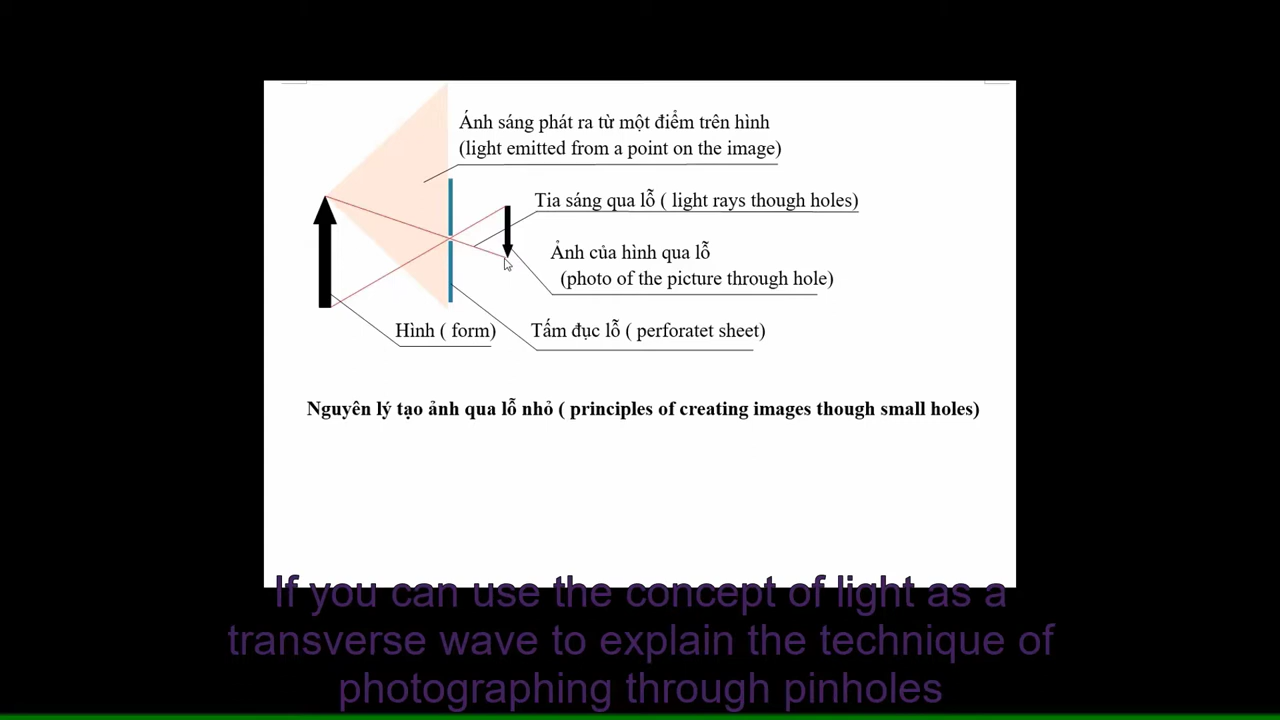 Ánh sáng phát ra từ một điểm trên hình
(light emitted from a point on the image)
Tia sáng qua lỗ ( light rays though holes)
Ảnh của hình qua lỗ
(photo of the picture through hole)
Hình ( form)
Tấm đục lỗ ( perforatet sheet)
Nguyên lý tạo ảnh qua lỗ nhỏ ( principles of creating images though small holes)
If you can use the concept of light as a
transverse wave to explain the technique of
photographing through pinholes